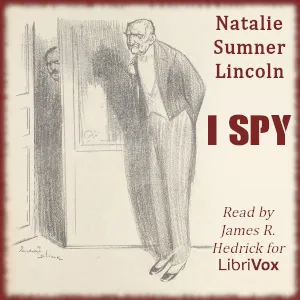 Natalie
Sumner
Lincoln
I SPY
Read by
James R.
Hedrick for
LibriVox